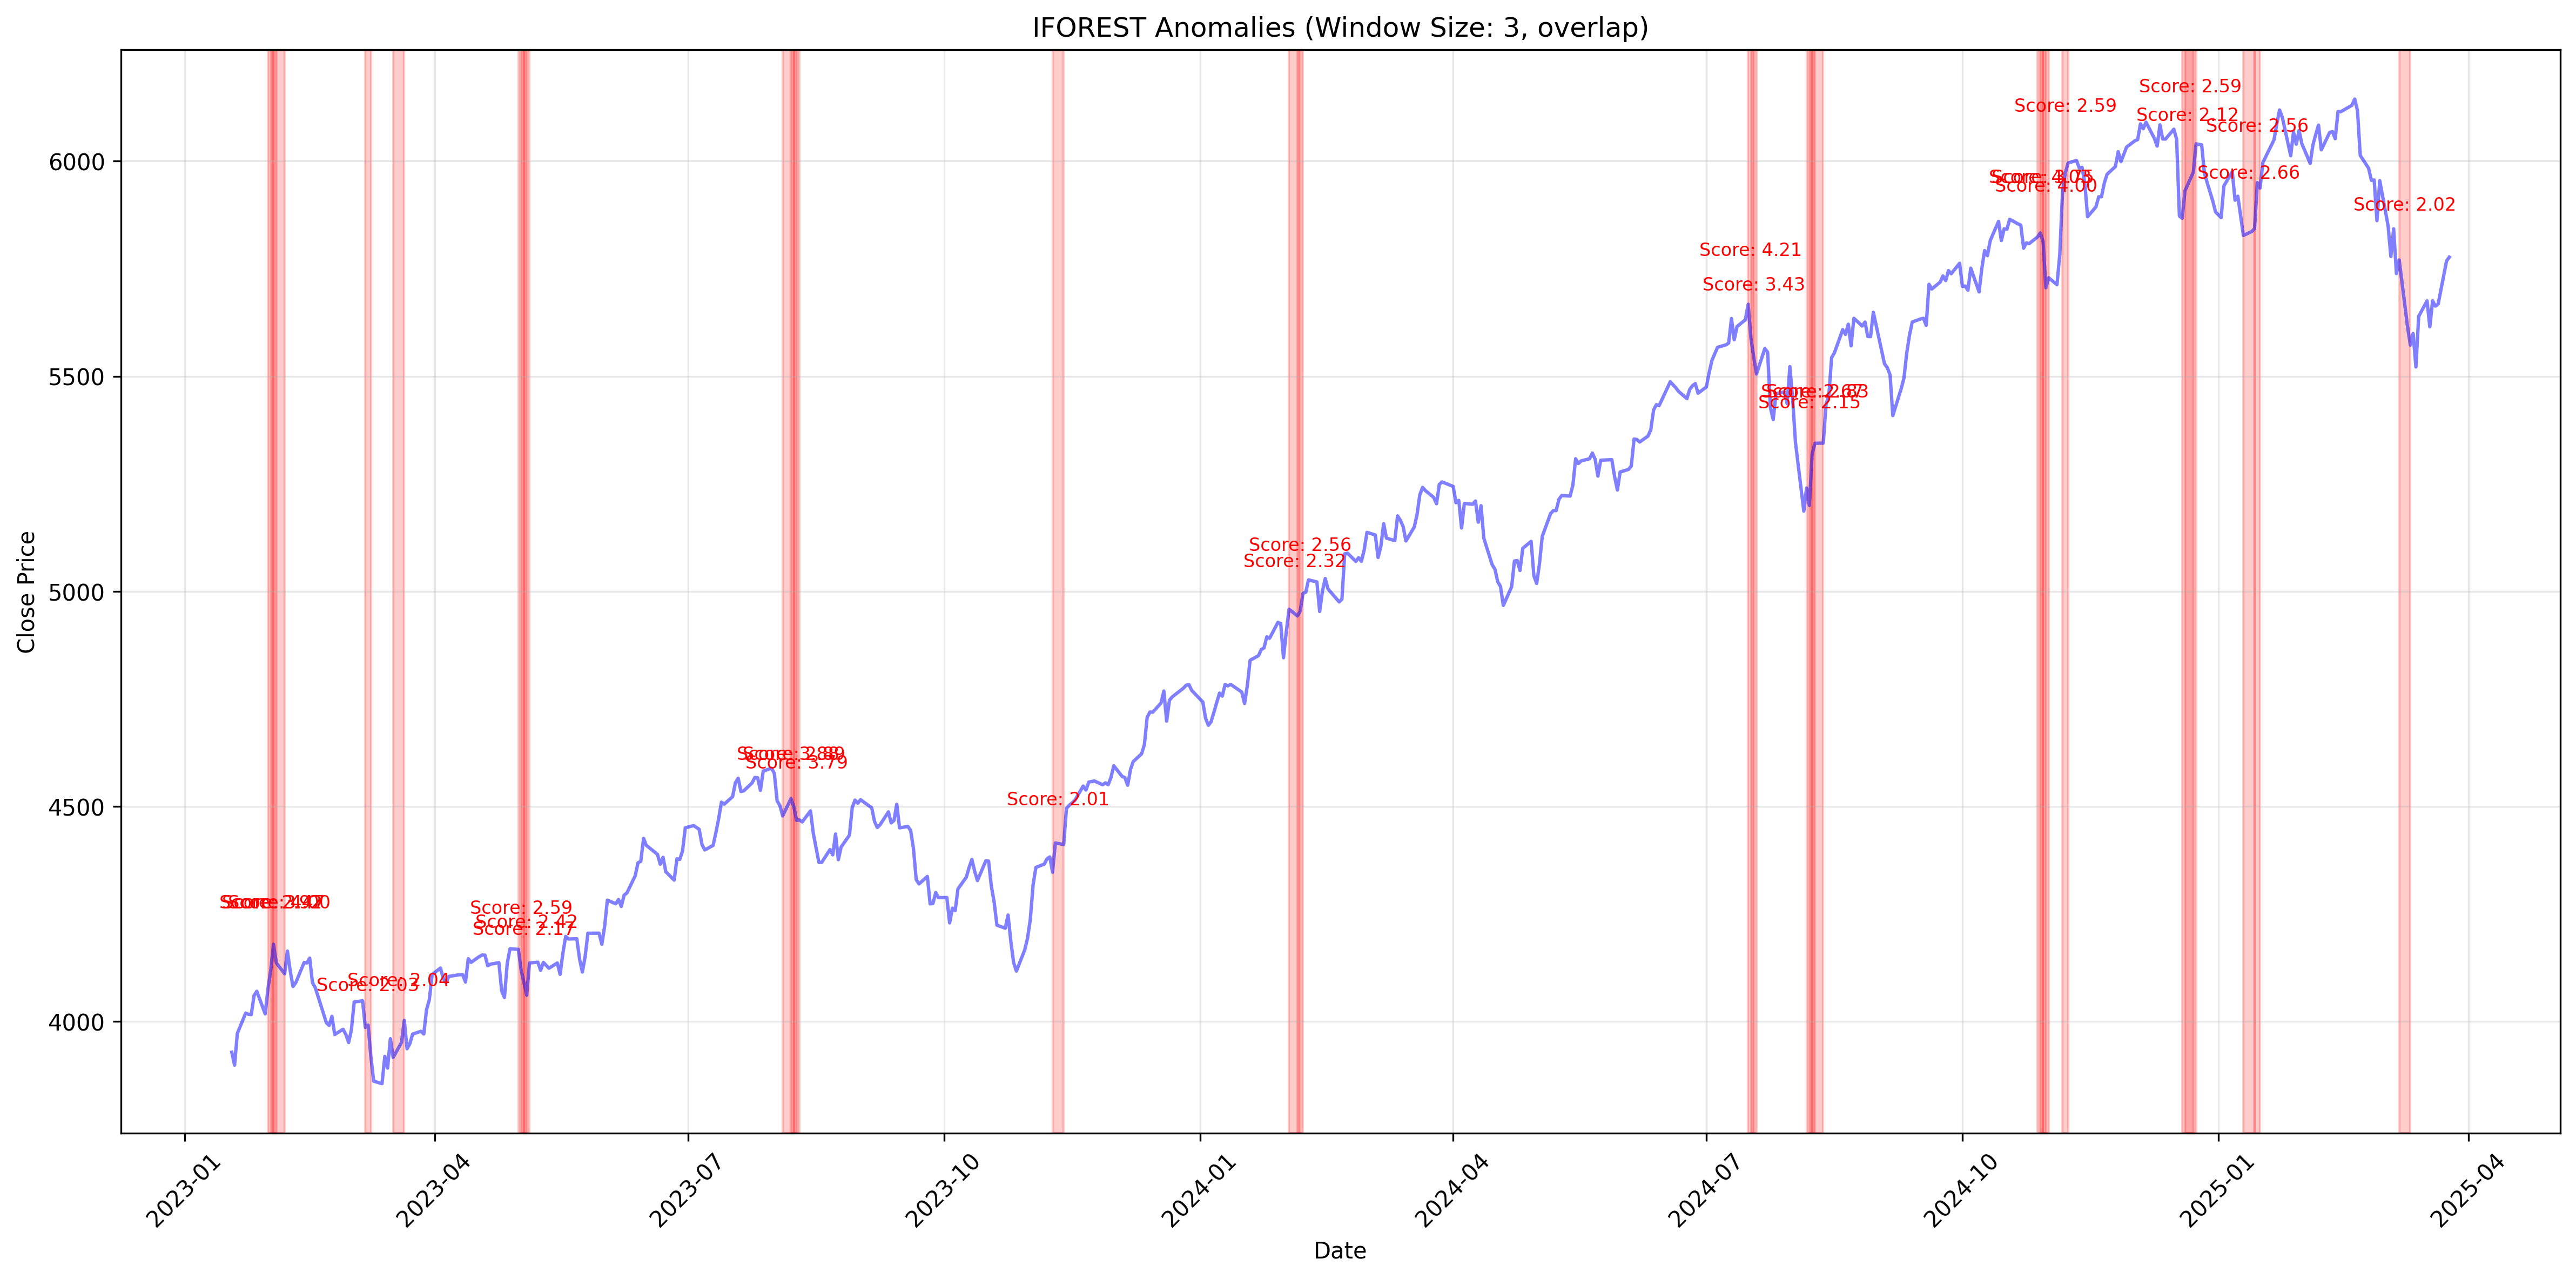 IFOREST Anomalies (Window Size: 3, overlap)
Score: 2.59
Score: 2.59
Score: 2.12
Score: 2.56
Score: 2.66
Score: 4.00
Score: 2.02
Score: 4.21
Score: 3.43
Score: 2.15
Score: 2.56
Score: 2.32
Score: 3.79
Score: 2.01
Score: 2.59
Score: 2.42
Score: 2.17
Score: 2.04
Score: 2.03
6000
5500
5000
4500
4000
Close Price
2023-01
2023-04
2023-07
2023-10
2024-01
2024-04
2024-07
2024-10
2025-01
2025-04
Date